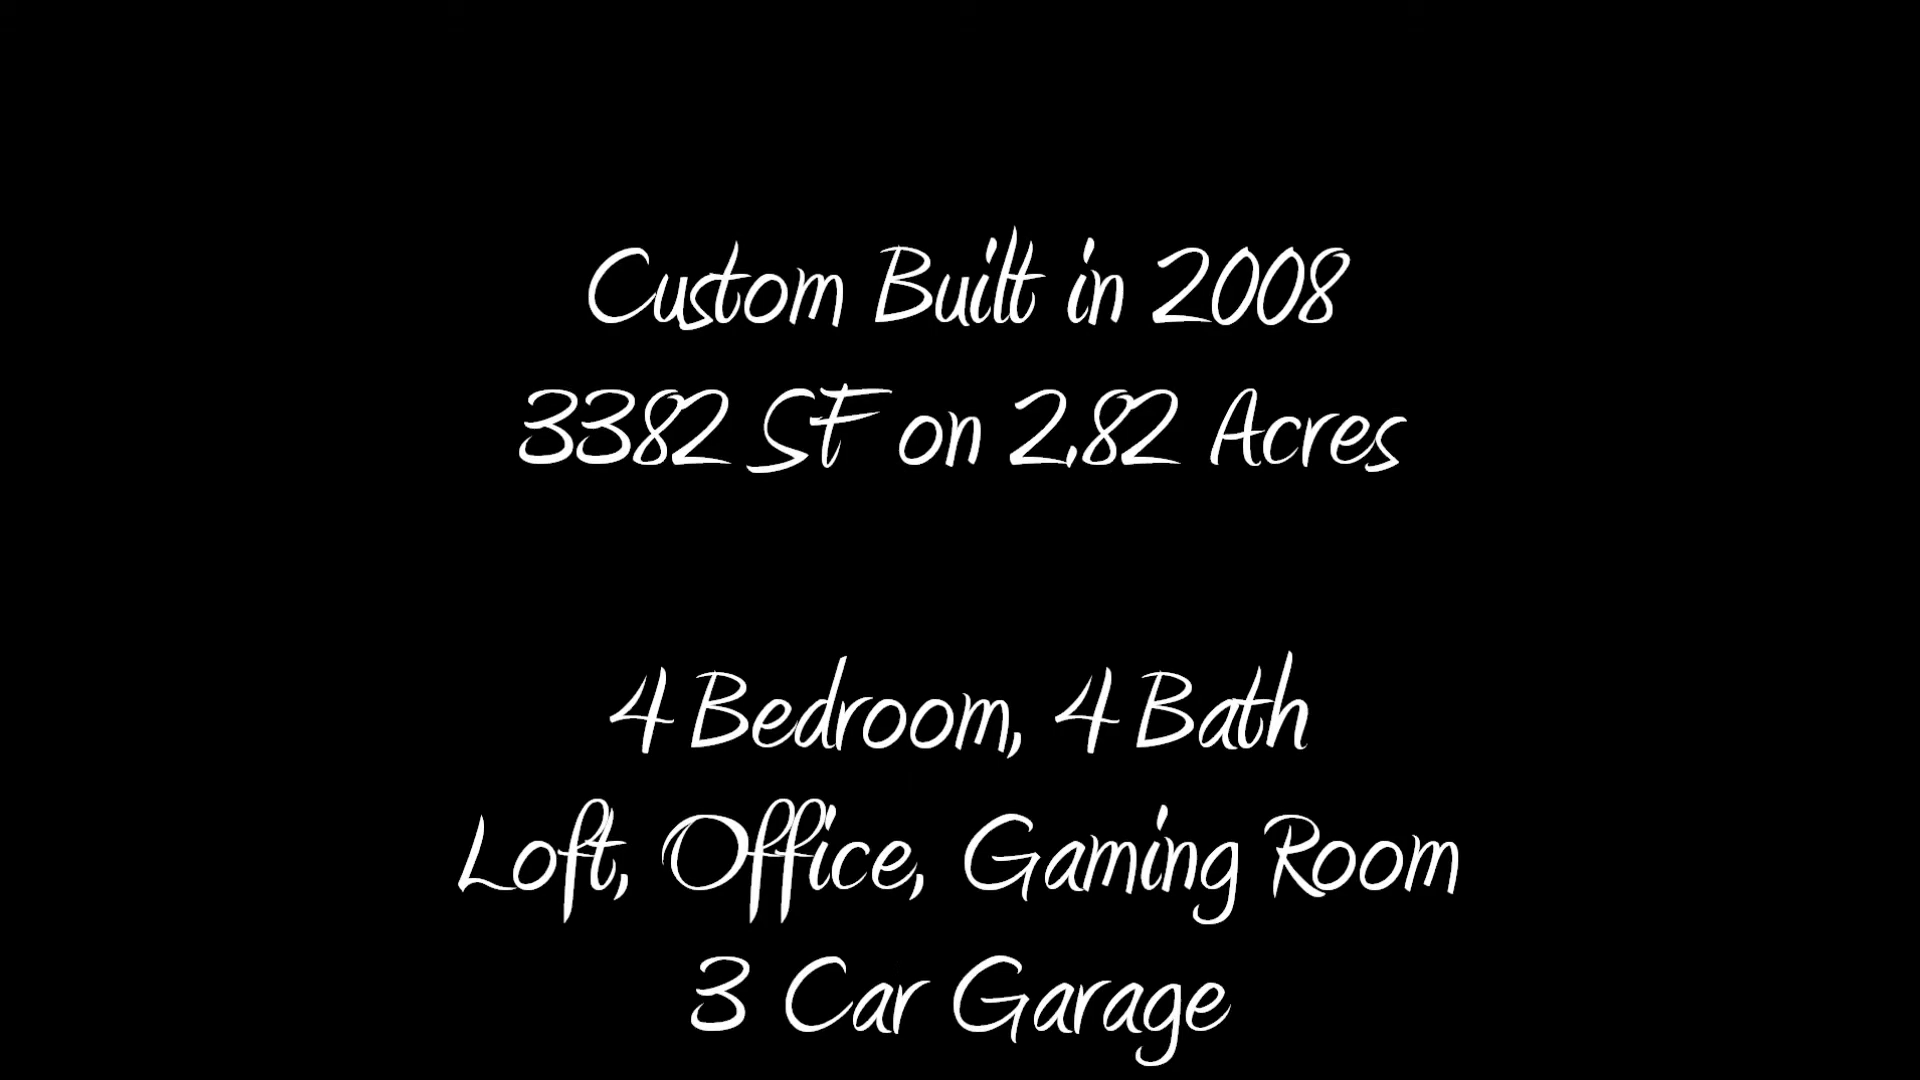 Custom Built in 2008
3382 SF on 2.82 Acres
4 Bedroom, 4 Bath
Loft, Office, Gaming Room
3 Car Garage